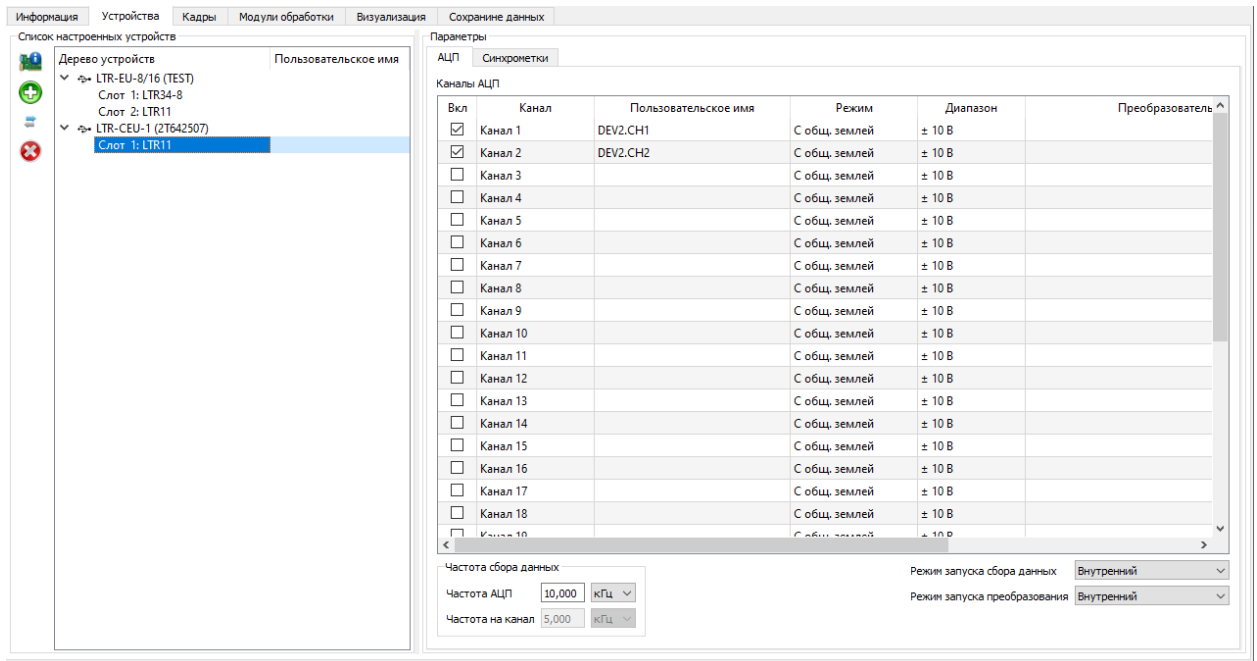 Информация Устройства Кадры Модули обработки Визуализация Сохранине данных
Список настроенных устройств
Дерево устройств Пользовательское имя
LTR-EU-8/16 (TEST)
Слот 1: LTR34-8
Слот 2: LTR11
LTR-CEU-1 (2T642507)
Слот 1: LTR11
Параметры
АЦП Синхрометки
Каналы АЦП
Вкл Канал Пользовательское имя Режим Диапазон Преобразователь
Канал 1 DEV2.CH1 С общ. землей ± 10 В
Канал 2 DEV2.CH2 С общ. землей ± 10 В
Канал 3 С общ. землей ± 10 В
Канал 4 С общ. землей ± 10 В
Канал 5 С общ. землей ± 10 В
Канал 6 С общ. землей ± 10 В
Канал 7 С общ. землей ± 10 В
Канал 8 С общ. землей ± 10 В
Канал 9 С общ. землей ± 10 В
Канал 10 С общ. землей ± 10 В
Канал 11 С общ. землей ± 10 В
Канал 12 С общ. землей ± 10 В
Канал 13 С общ. землей ± 10 В
Канал 14 С общ. землей ± 10 В
Канал 15 С общ. землей ± 10 В
Канал 16 С общ. землей ± 10 В
Канал 17 С общ. землей ± 10 В
Канал 18 С общ. землей ± 10 В
Канал 19 С общ. землей ± 10 В
Частота сбора данных
Частота АЦП 10,000 кГц
Частота на канал 5,000 кГц
Режим запуска сбора данных Внутренний
Режим запуска преобразования Внутренний